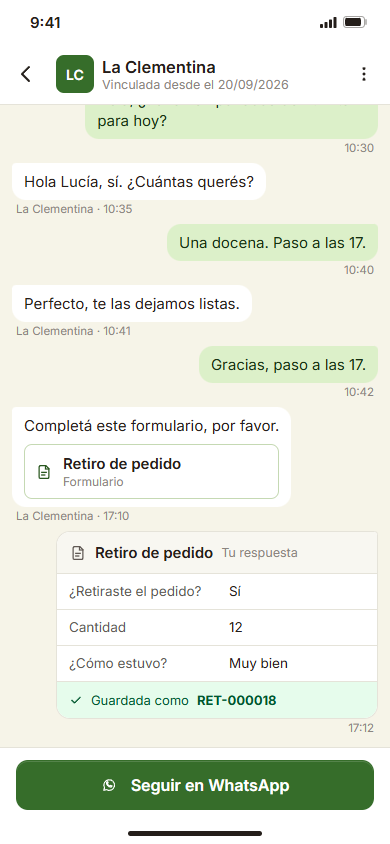 9:41
LC
La Clementina
Vinculada desde el 20/09/2026
para hoy?
10:30
Hola Lucía, sí. ¿Cuántas querés?
La Clementina · 10:35
Una docena. Paso a las 17.
10:40
Perfecto, te las dejamos listas.
La Clementina · 10:41
Gracias, paso a las 17.
10:42
Completá este formulario, por favor.
Retiro de pedido
Formulario
La Clementina · 17:10
Retiro de pedido Tu respuesta
¿Retiraste el pedido? Sí
Cantidad 12
¿Cómo estuvo? Muy bien
Guardada como RET-000018
17:12
Seguir en WhatsApp